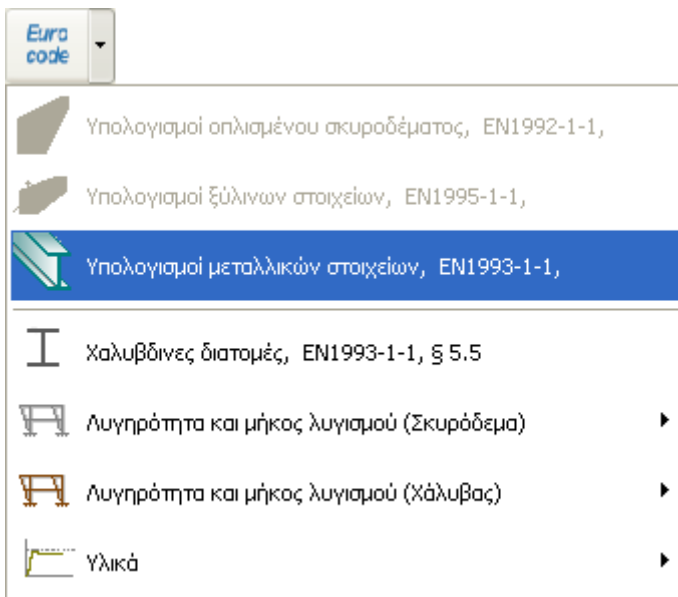 Euro
code
Υπολογισμοί οπλισμένου σκυροδέματος, EN1992-1-1,
Υπολογισμοί ξύλινων στοιχείων, EN1995-1-1,
Υπολογισμοί μεταλλικών στοιχείων, EN1993-1-1,
Χαλυβδινες διατομές, EN1993-1-1, § 5.5
Λυγηρότητα και μήκος λυγισμού (Σκυρόδεμα)
Λυγηρότητα και μήκος λυγισμού (Χάλυβας)
Υλικά